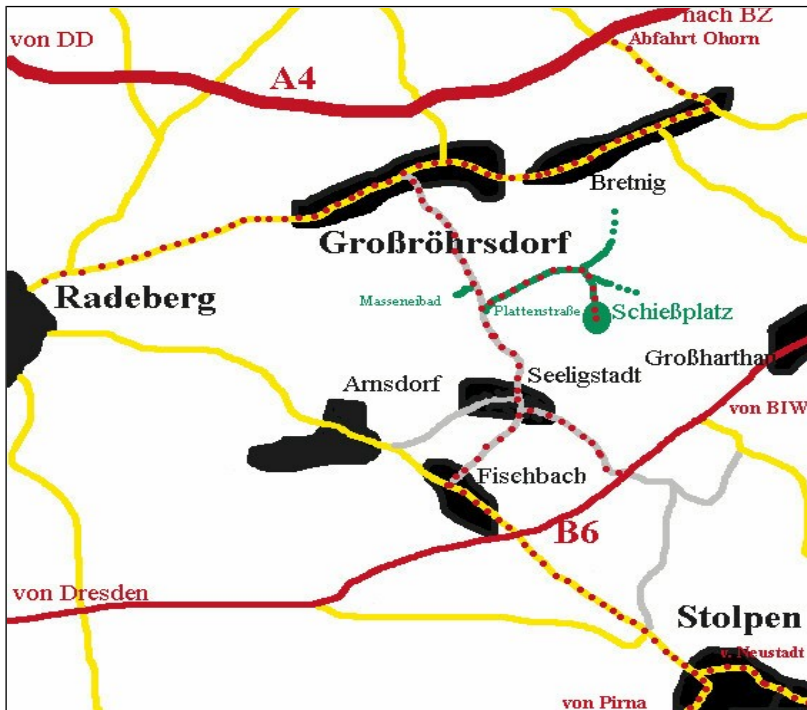 nach BZ
von DD
Abfahrt Ohorn
A4
Bretnig
Großröhrsdorf
Radeberg
Masseneibad
Plattenstraße
Schießplatz
Großharthau
Seeligstadt
Arnsdorf
von BIW
Fischbach
B6
von Dresden
Stolpen
v. Neustadt
von Pirna